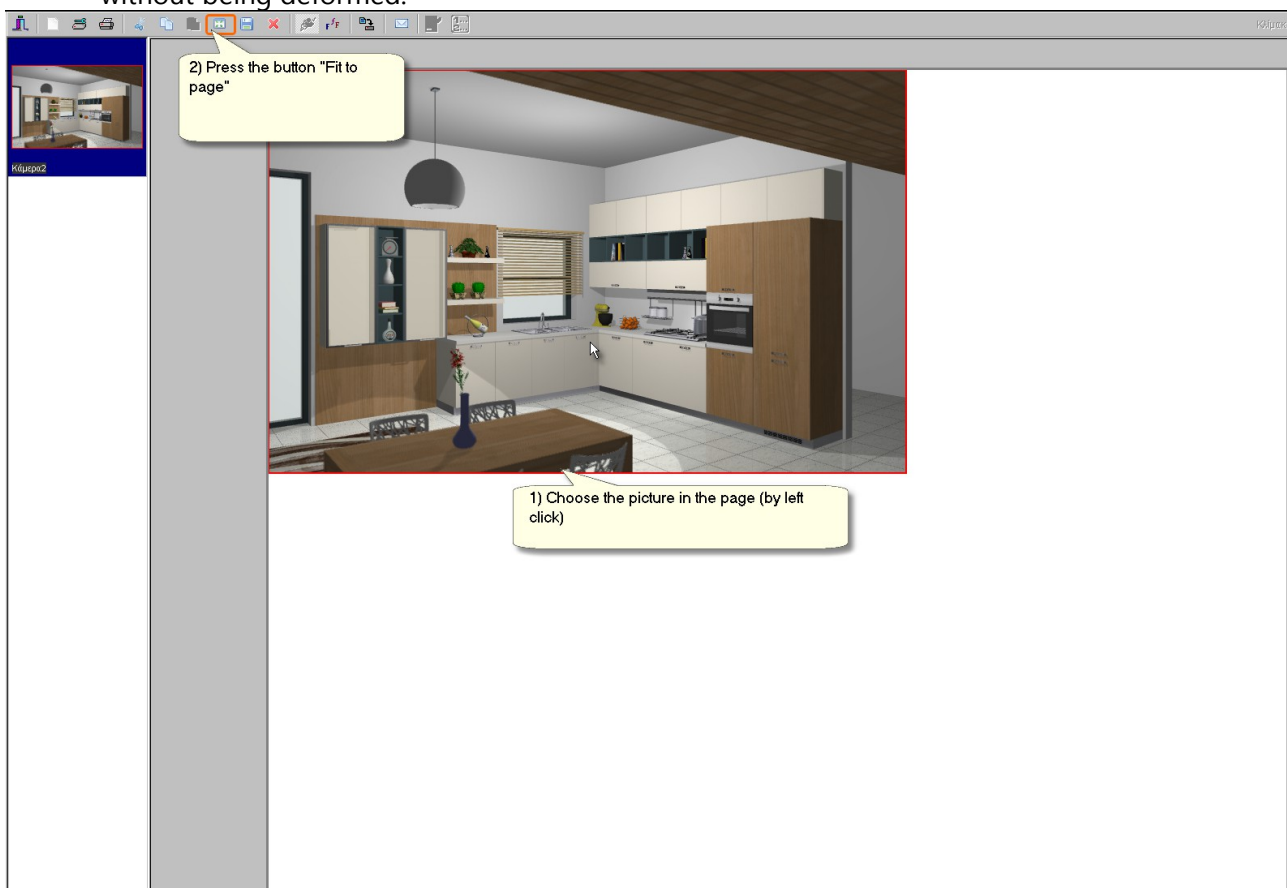 without being deformed.
Κλίμακ
2) Press the button "Fit to
page"
Κάμερα2
1) Choose the picture in the page (by left
click)